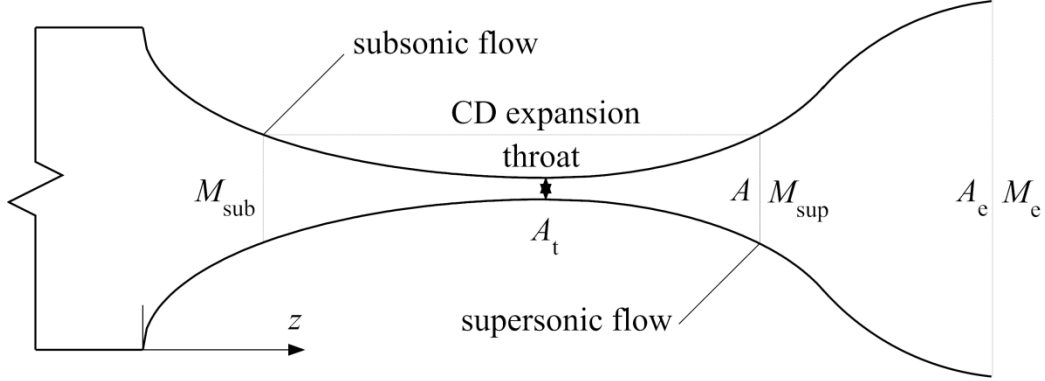 subsonic flow
CD expansion
throat
M_sub
A M_sup
A_e M_e
A_t
z
supersonic flow